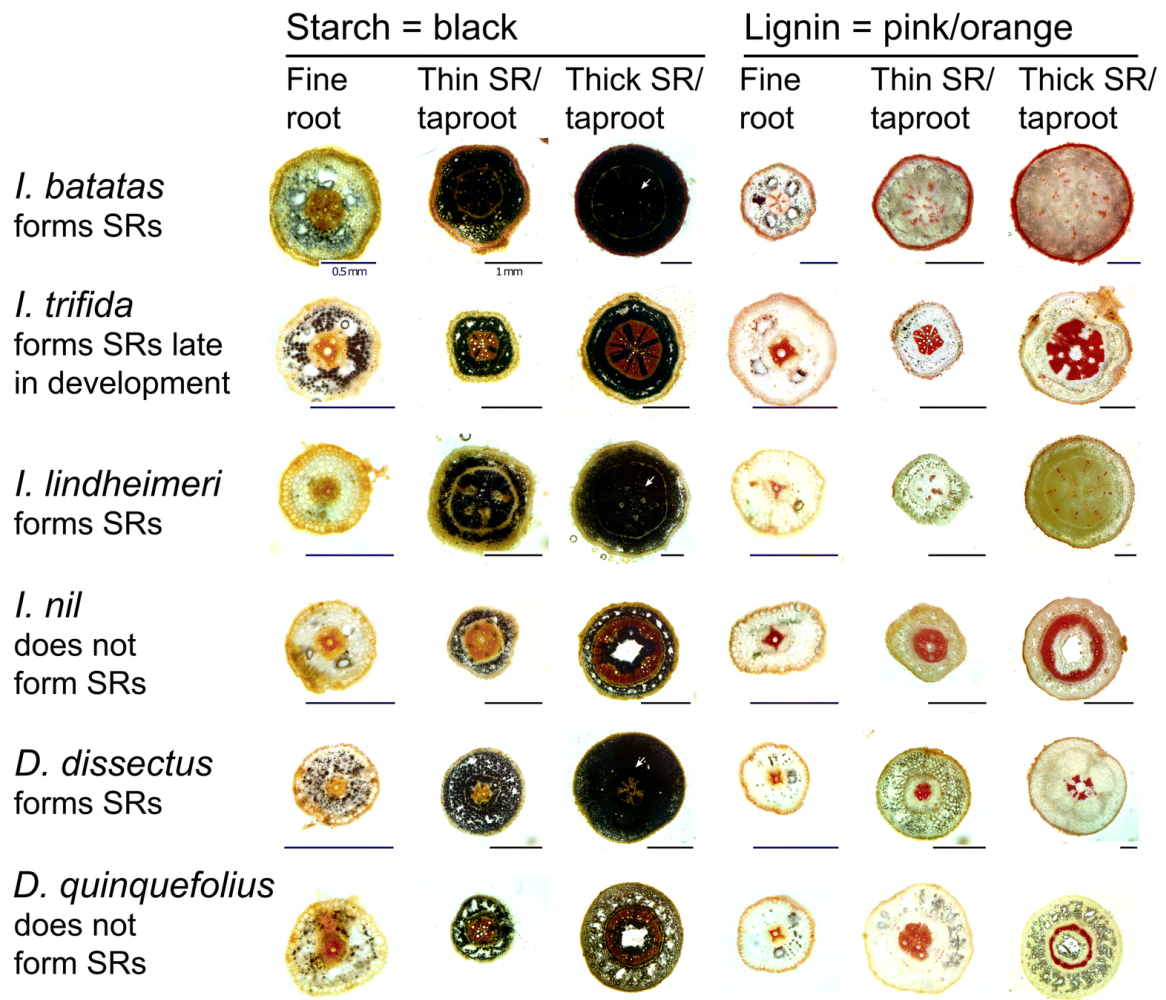 Starch = black
Lignin = pink/orange
Fine root
Thin SR/ taproot
Thick SR/ taproot
Fine root
Thin SR/ taproot
Thick SR/ taproot
I. batatas
forms SRs
0.5 mm
1 mm
I. trifida
forms SRs late
in development
I. lindheimeri
forms SRs
I. nil
does not
form SRs
D. dissectus
forms SRs
D. quinquefolius
does not
form SRs